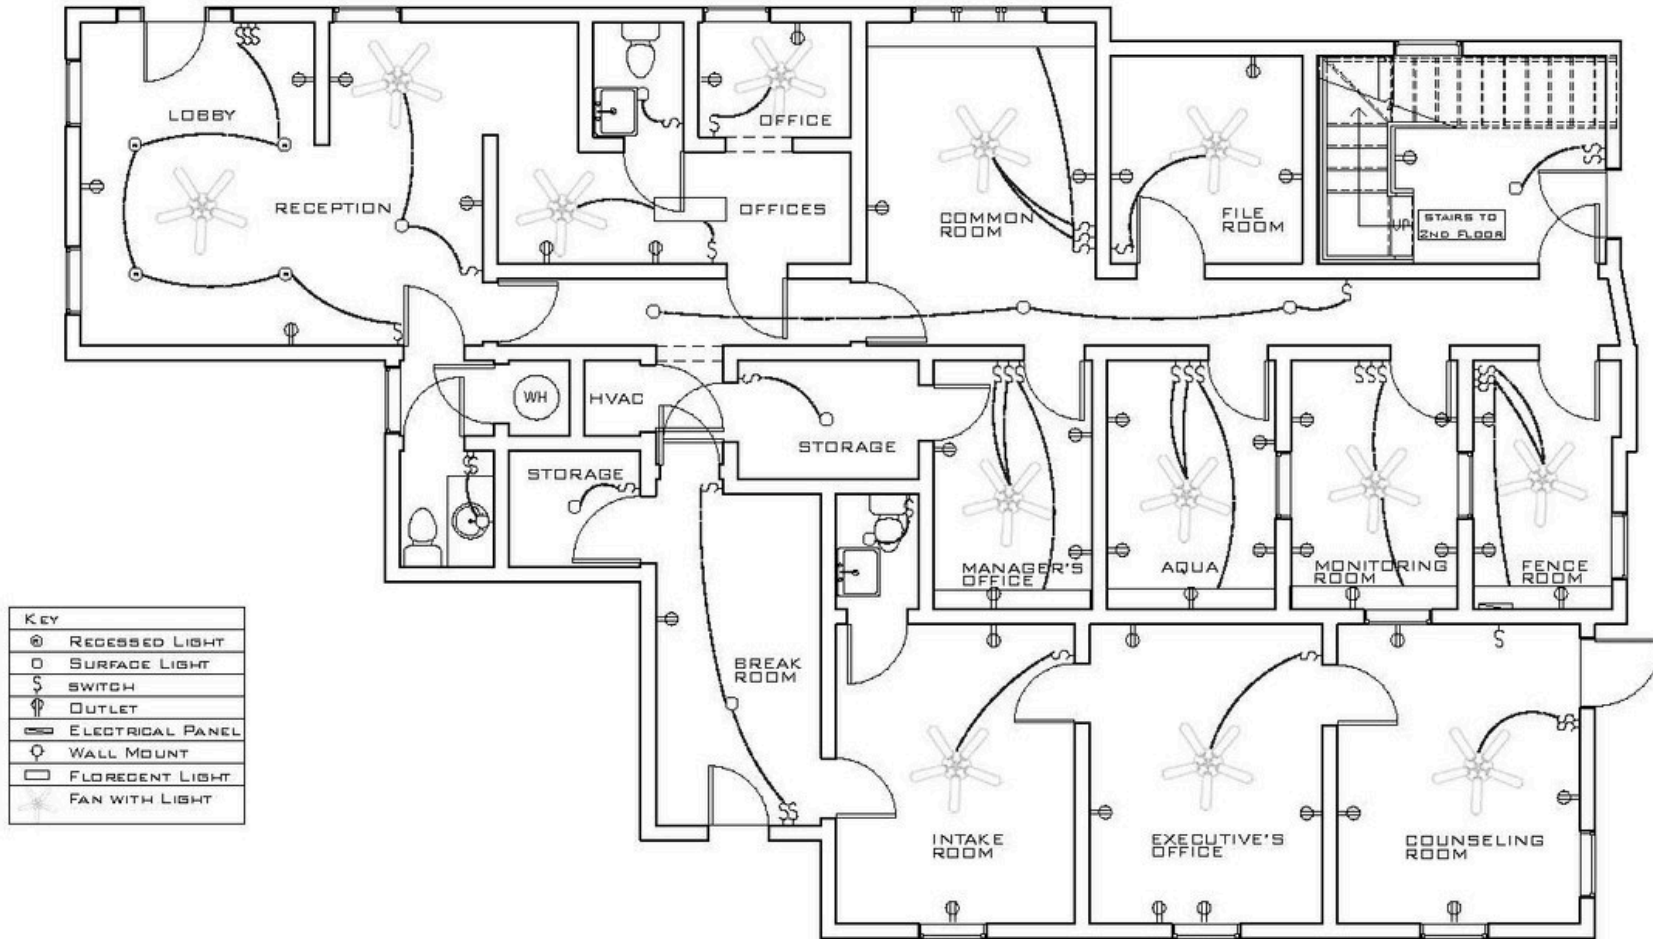 LOBBY
OFFICE
RECEPTION
OFFICES
COMMON
ROOM
FILE
ROOM
UP
STAIRS TO
2ND FLOOR
WH
HVAC
STORAGE
STORAGE
MANAGER'S
OFFICE
AQUA
MONITORING
ROOM
FENCE
ROOM
KEY
RECESSED LIGHT
SURFACE LIGHT
SWITCH
OUTLET
ELECTRICAL PANEL
WALL MOUNT
FLORECENT LIGHT
FAN WITH LIGHT
BREAK
ROOM
INTAKE
ROOM
EXECUTIVE'S
OFFICE
COUNSELING
ROOM